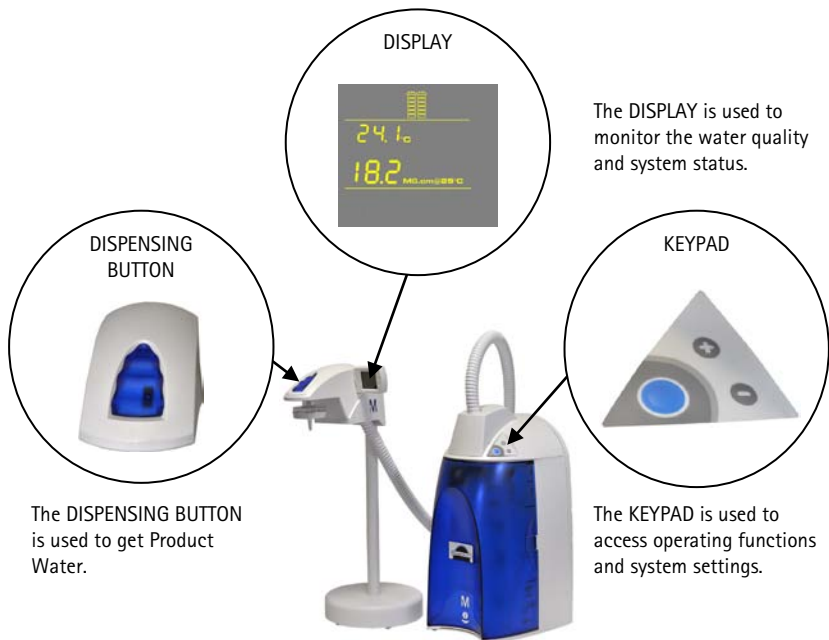 DISPLAY
24.1°C
18.2 MΩ.cm@25°C
The DISPLAY is used to
monitor the water quality
and system status.
DISPENSING
BUTTON
KEYPAD
+
-
M
M
The DISPENSING BUTTON
is used to get Product
Water.
The KEYPAD is used to
access operating functions
and system settings.